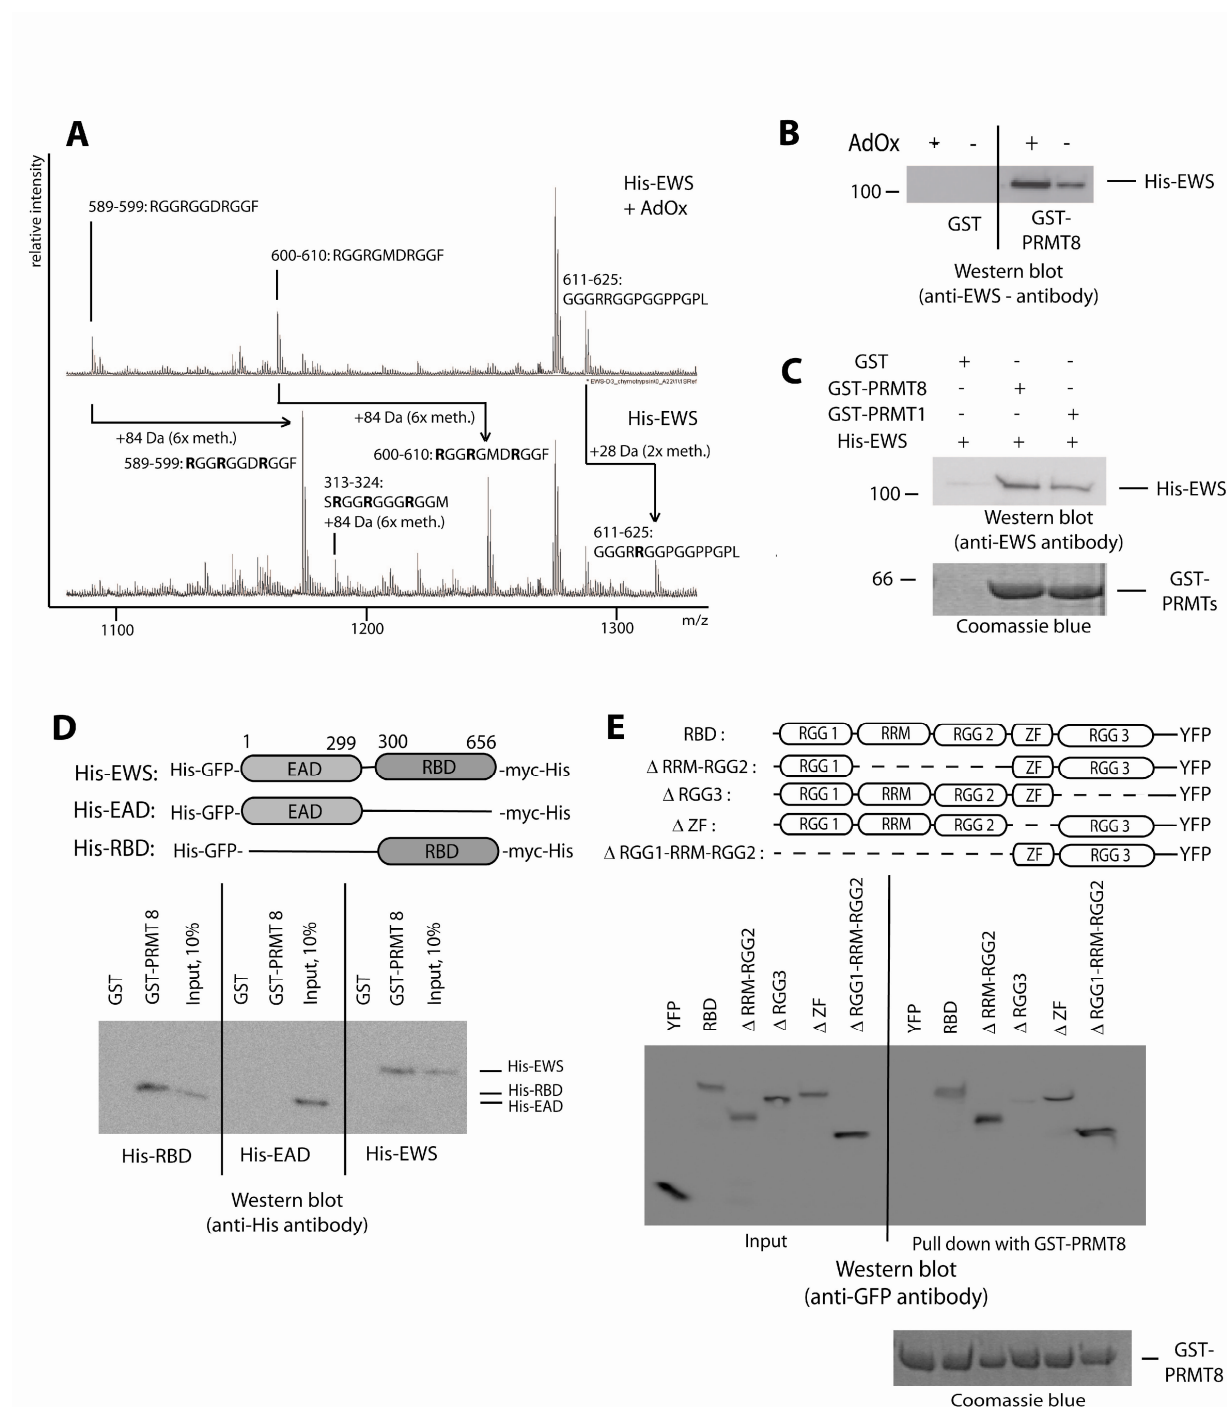 A
relative intensity
His-EWS
+ AdOx
589-599: RGGRGGDRGGF
600-610: RGGRGMDRGGF
611-625:
GGGRRGGPGGPPGPL
His-EWS
+84 Da (6x meth.)
+84 Da (6x meth.)
+28 Da (2x meth.)
589-599: RGGRGGDRGGF
600-610: RGGRGMDRGGF
313-324:
SRGGRGGGRGGM
+84 Da (6x meth.)
611-625:
GGGRRGGPGGPPGPL
1100
1200
1300
m/z
B
AdOx + - + -
100
His-EWS
GST
GST-
PRMT8
Western blot
(anti-EWS - antibody)
C
GST + - -
GST-PRMT8 - + -
GST-PRMT1 - - +
His-EWS + + +
100
His-EWS
Western blot
(anti-EWS antibody)
66
GST-
PRMTs
Coomassie blue
D
1 299 300 656
His-EWS: His-GFP- EAD RBD -myc-His
His-EAD: His-GFP- EAD -myc-His
His-RBD: His-GFP- RBD -myc-His
GST
GST-PRMT 8
Input, 10%
GST
GST-PRMT 8
Input, 10%
GST
GST-PRMT 8
Input, 10%
His-EWS
His-RBD
His-EAD
His-RBD
His-EAD
His-EWS
Western blot
(anti-His antibody)
E
RBD : RGG 1 RRM RGG 2 ZF RGG 3 YFP
Δ RRM-RGG2 : RGG 1 ZF RGG 3 YFP
Δ RGG3 : RGG 1 RRM RGG 2 ZF YFP
Δ ZF : RGG 1 RRM RGG 2 RGG 3 YFP
Δ RGG1-RRM-RGG2 : ZF RGG 3 YFP
YFP
RBD
Δ RRM-RGG2
Δ RGG3
Δ ZF
Δ RGG1-RRM-RGG2
YFP
RBD
Δ RRM-RGG2
Δ RGG3
Δ ZF
Δ RGG1-RRM-RGG2
Input
Pull down with GST-PRMT8
Western blot
(anti-GFP antibody)
GST-
PRMT8
Coomassie blue